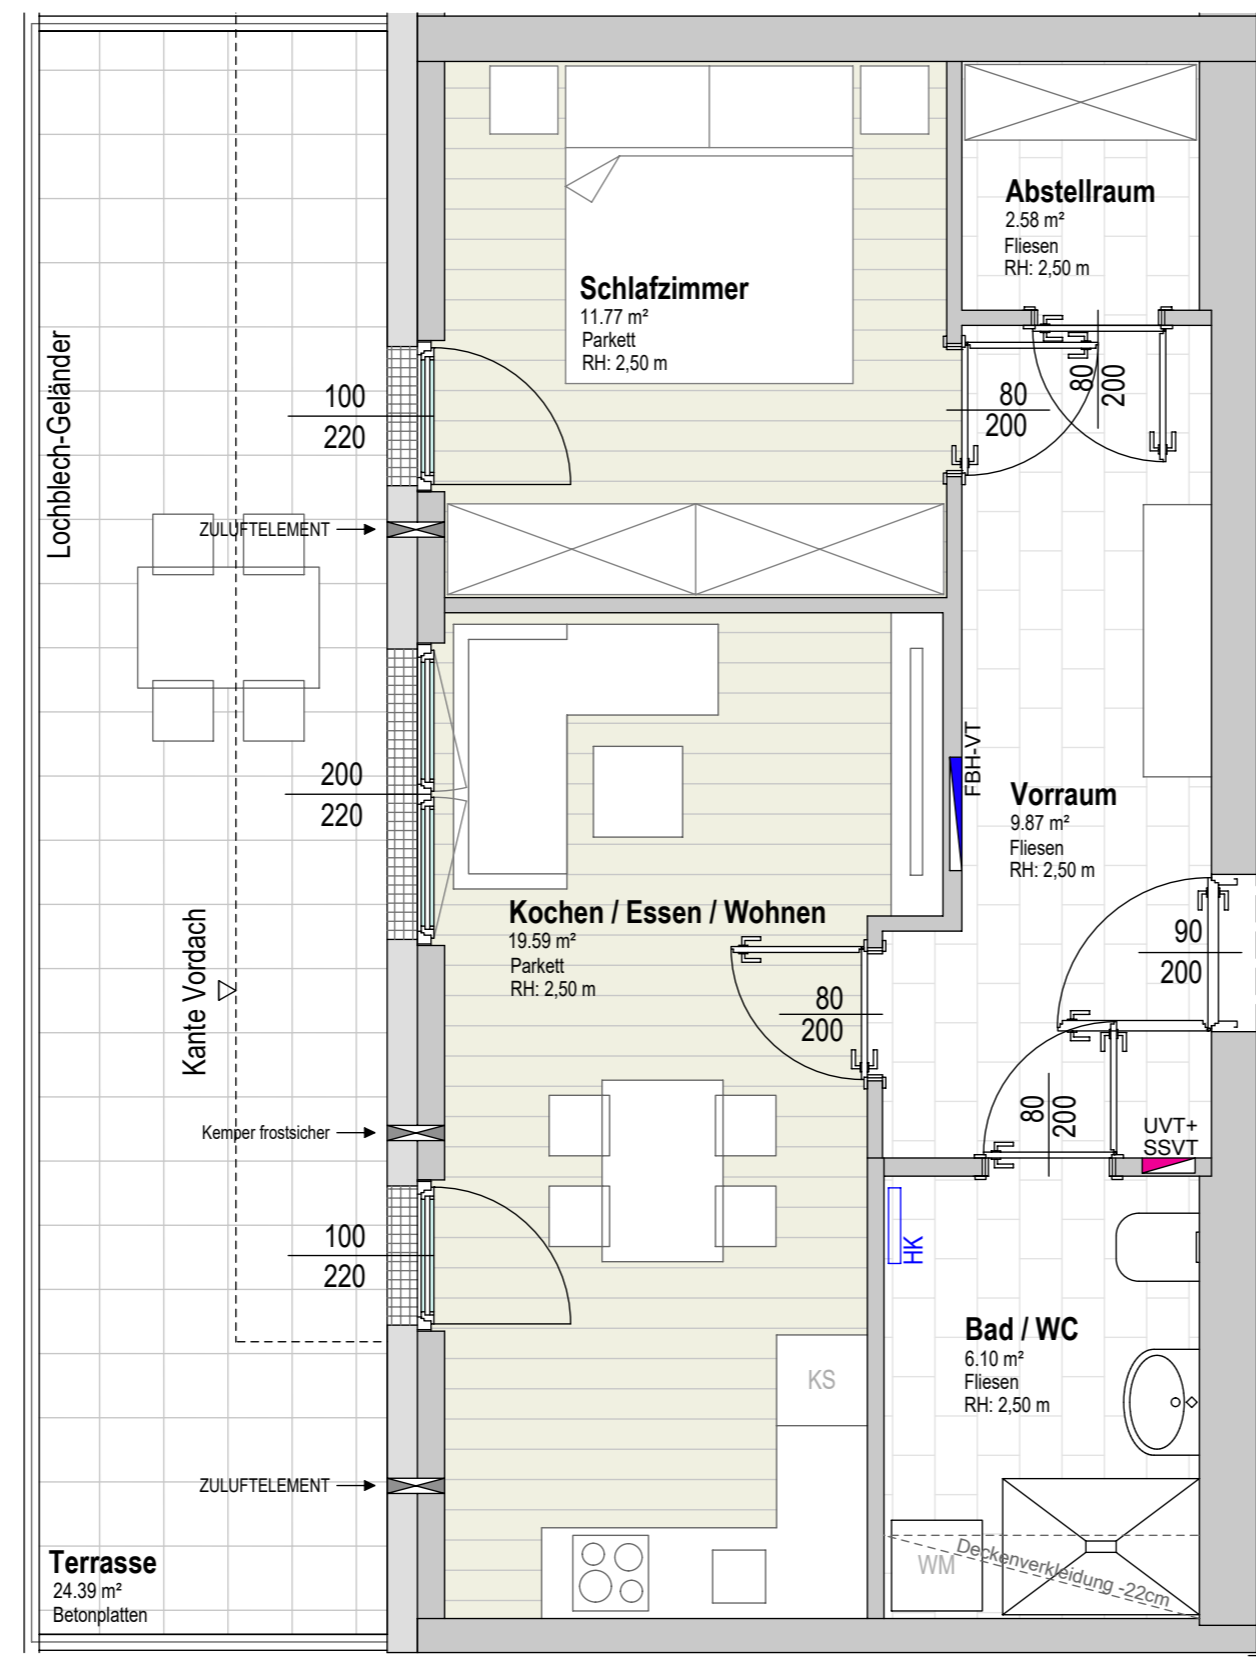 Abstellraum
2.58 m²
Fliesen
RH: 2,50 m
Schlafzimmer
11.77 m²
Parkett
RH: 2,50 m
Lochblech-Geländer
100
220
80
200
80
200
ZULUFTELEMENT
FBH-VT
200
220
Vorraum
9.87 m²
Fliesen
RH: 2,50 m
Kochen / Essen / Wohnen
19.59 m²
Parkett
RH: 2,50 m
Kante Vordach
90
200
80
200
80
200
Kemper frostsicher
UVT+
SSVT
100
220
HK
Bad / WC
6.10 m²
Fliesen
RH: 2,50 m
KS
ZULUFTELEMENT
Terrasse
24.39 m²
Betonplatten
WM
Deckenverkleidung -22cm